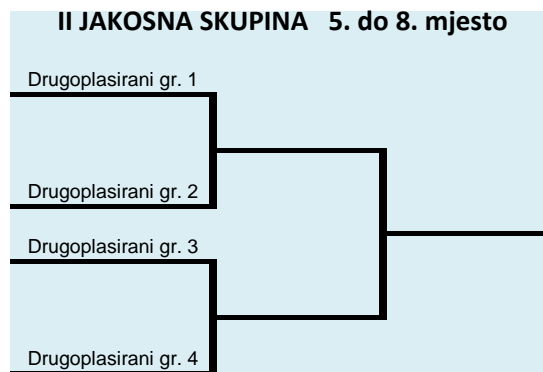 II JAKOSNA SKUPINA 5. do 8. mjesto
Drugoplasirani gr. 1
Drugoplasirani gr. 2
Drugoplasirani gr. 3
Drugoplasirani gr. 4